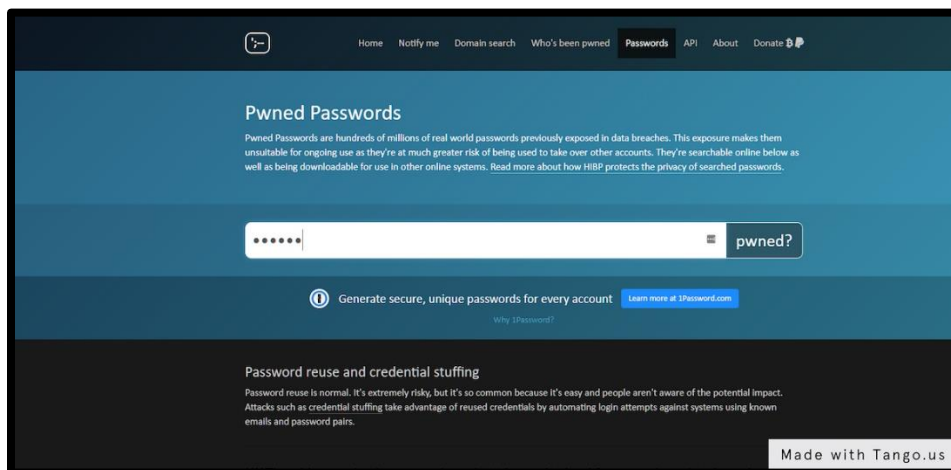 Home Notify me Domain search Who's been pwned Passwords API About Donate
Pwned Passwords
Pwned Passwords are hundreds of millions of real world passwords previously exposed in data breaches. This exposure makes them
unsuitable for ongoing use as they're at much greater risk of being used to take over other accounts. They're searchable online below as
well as being downloadable for use in other online systems. Read more about how HIBP protects the privacy of searched passwords.
●●●●●● pwned?
Generate secure, unique passwords for every account Learn more at 1Password.com
Why 1Password?
Password reuse and credential stuffing
Password reuse is normal. It's extremely risky, but it's so common because it's easy and people aren't aware of the potential impact.
Attacks such as credential stuffing take advantage of reused credentials by automating login attempts against systems using known
emails and password pairs.
Made with Tango.us